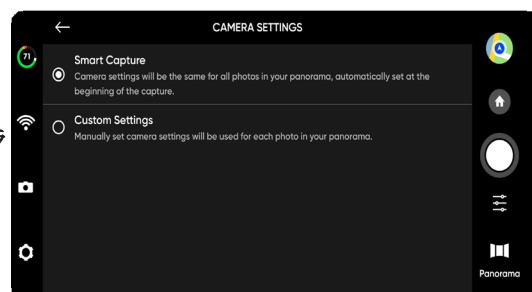 CAMERA SETTINGS
71
Smart Capture
Camera settings will be the same for all photos in your panorama, automatically set at the
beginning of the capture.
Custom Settings
Manually set camera settings will be used for each photo in your panorama.
Panorama